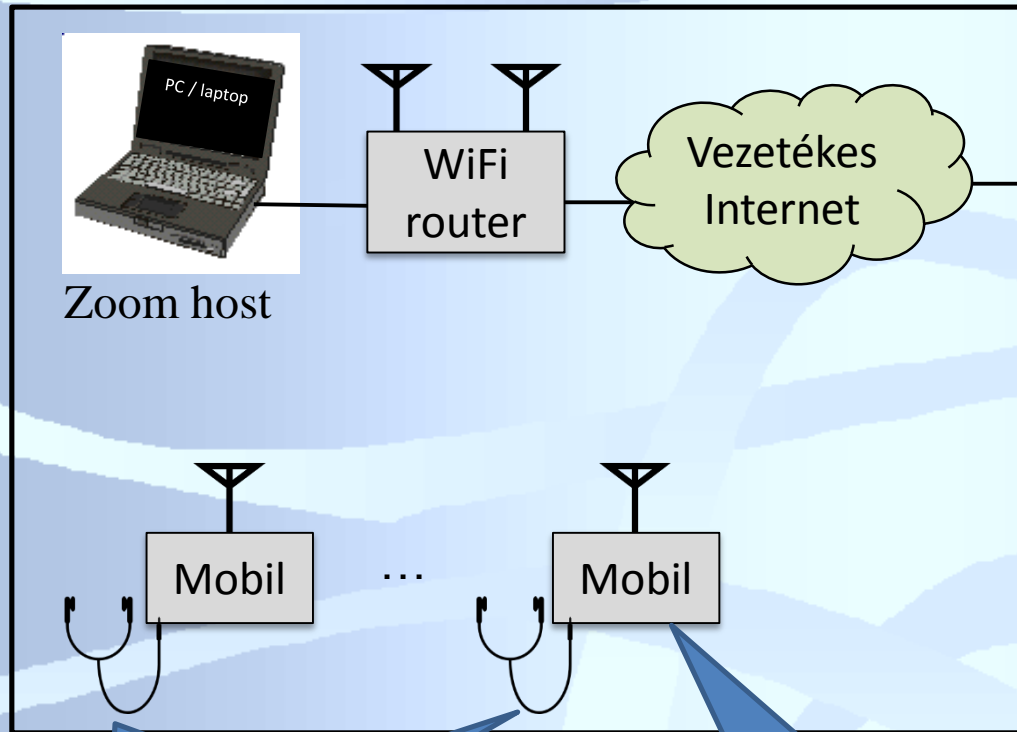 PC / laptop
WiFi
router
Vezetékes
Internet
Zoom host
Mobil
...
Mobil